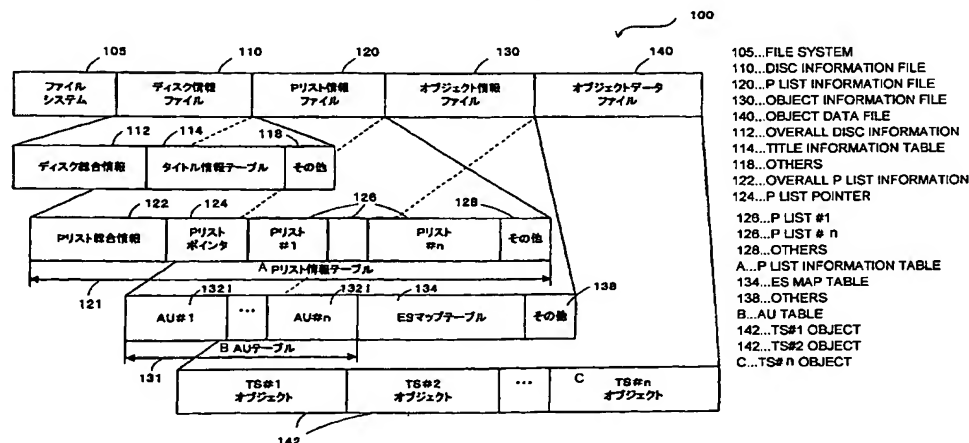 100
105
110
120
130
140
ファイル
システム
ディスク情報
ファイル
Pリスト情報
ファイル
オブジェクト情報
ファイル
オブジェクトデータ
ファイル
112
114
118
ディスク総合情報
タイトル情報テーブル
その他
122
124
126
128
Pリスト総合情報
Pリスト
ポインタ
Pリスト
#1
Pリスト
#n
その他
A Pリスト情報テーブル
121
1321
1321
134
138
AU#1
...
AU#n
ESマップテーブル
その他
B AUテーブル
131
TS#1
オブジェクト
TS#2
オブジェクト
...
C TS#n
オブジェクト
142
105...FILE SYSTEM
110...DISC INFORMATION FILE
120...P LIST INFORMATION FILE
130...OBJECT INFORMATION FILE
140...OBJECT DATA FILE
112...OVERALL DISC INFORMATION
114...TITLE INFORMATION TABLE
118...OTHERS
122...OVERALL P LIST INFORMATION
124...P LIST POINTER
126...P LIST #1
126...P LIST # n
128...OTHERS
A...P LIST INFORMATION TABLE
134...ES MAP TABLE
138...OTHERS
B...AU TABLE
142...TS#1 OBJECT
142...TS#2 OBJECT
C...TS# n OBJECT